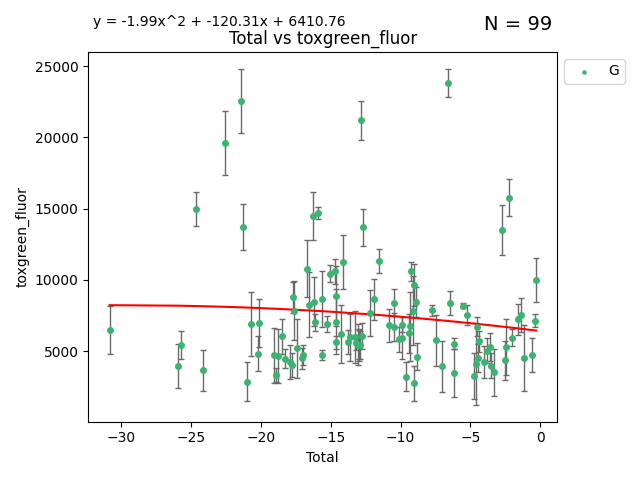 y = -1.99x^2 + -120.31x + 6410.76
N = 99
Total vs toxgreen_fluor
G
25000
20000
15000
10000
5000
toxgreen_fluor
−30
−25
−20
−15
−10
−5
0
Total